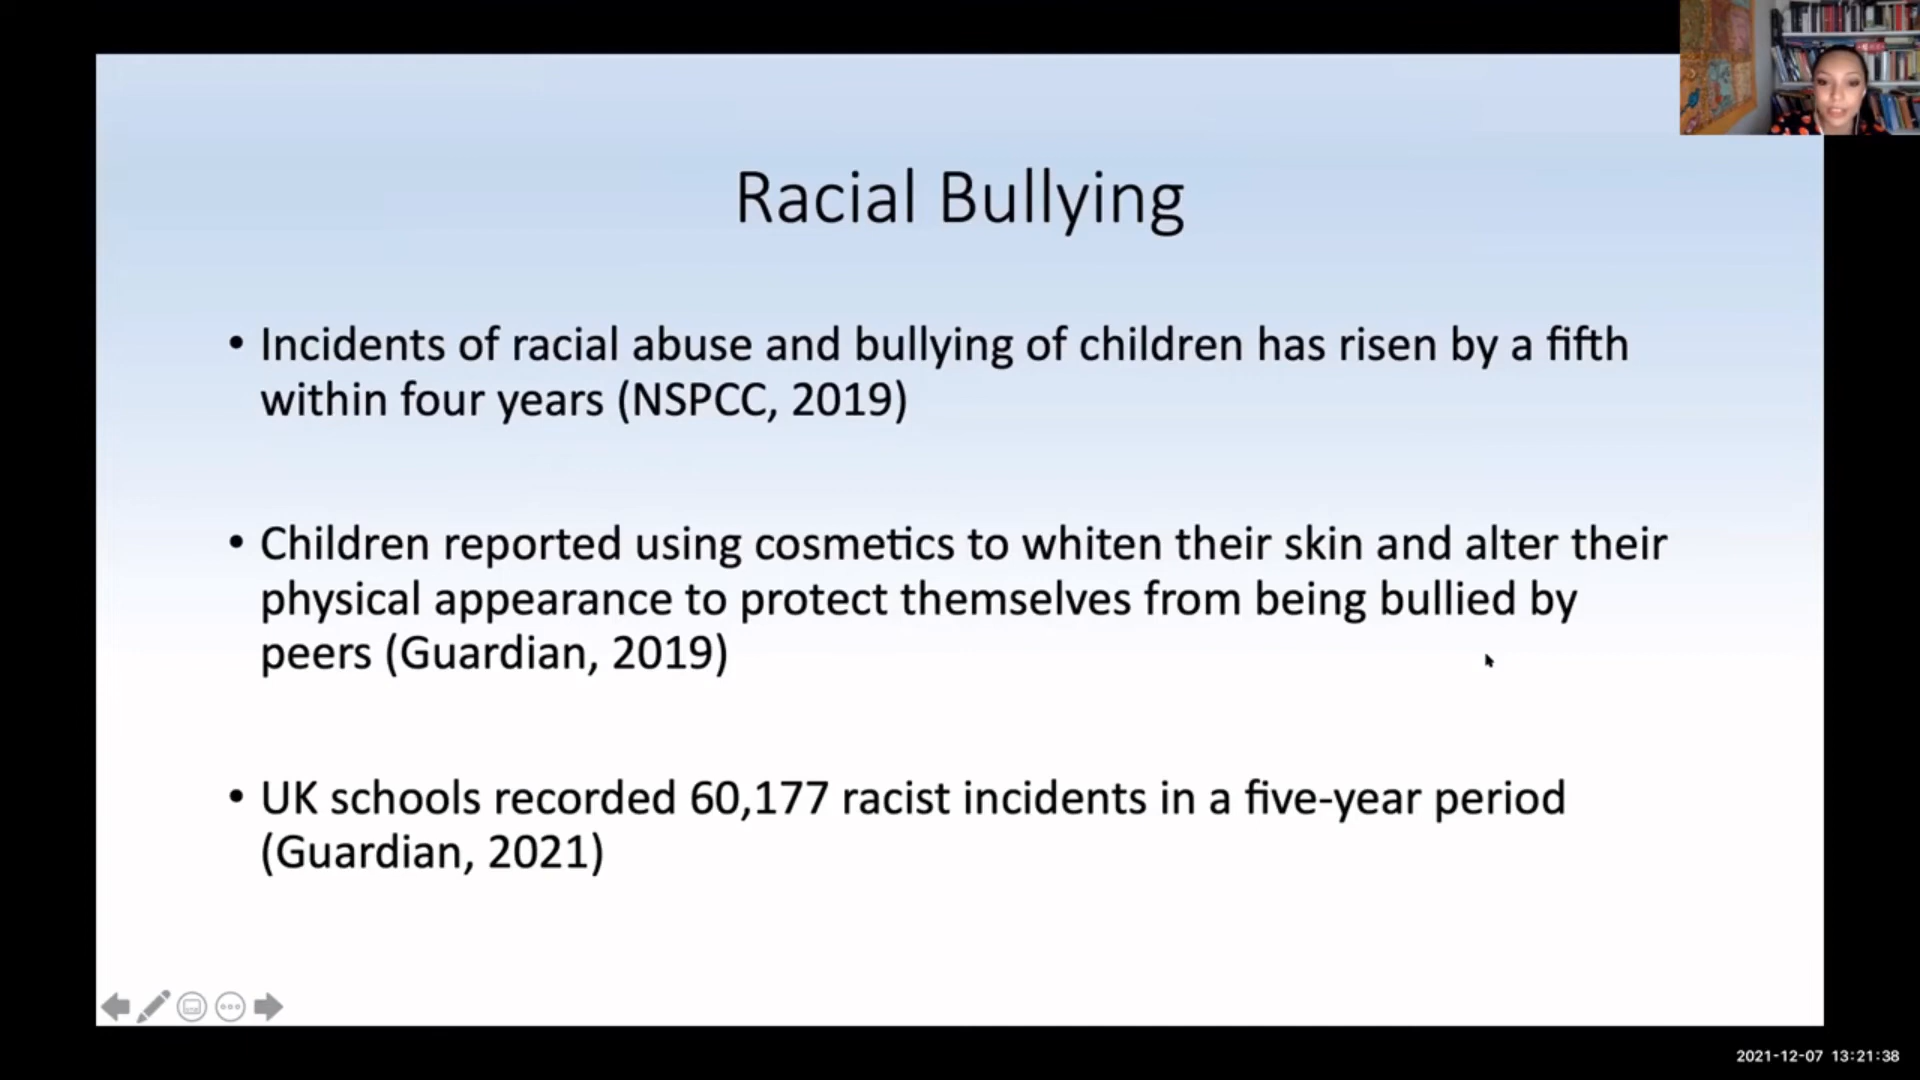 Racial Bullying
• Incidents of racial abuse and bullying of children has risen by a fifth
within four years (NSPCC, 2019)
• Children reported using cosmetics to whiten their skin and alter their
physical appearance to protect themselves from being bullied by
peers (Guardian, 2019)
• UK schools recorded 60,177 racist incidents in a five-year period
(Guardian, 2021)
2021-12-07 13:21:38